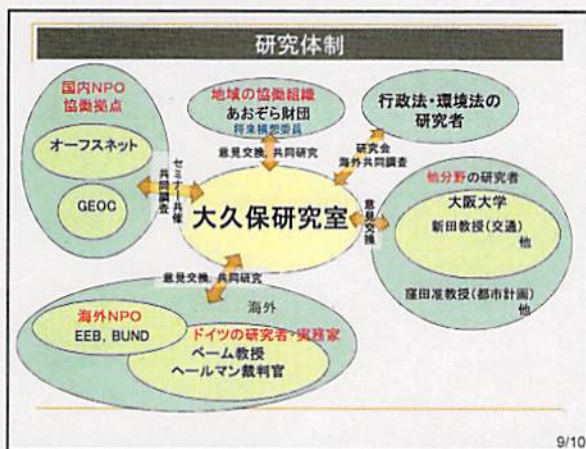 研究体制
国内NPO
協働拠点
オーフスネット
GEOC
セミナー共催
共同調査
地域の協働組織
あおぞら財団
将来構想委員
意見交換、共同研究
行政法・環境法の
研究者
研究会
海外共同調査
大久保研究室
意見交換
他分野の研究者
大阪大学
新田教授(交通)
他
窪田准教授(都市計画)
他
意見交換、共同研究
海外
海外NPO
EEB, BUND
ドイツの研究者・実務家
ベーム教授
ヘールマン裁判官
9/10